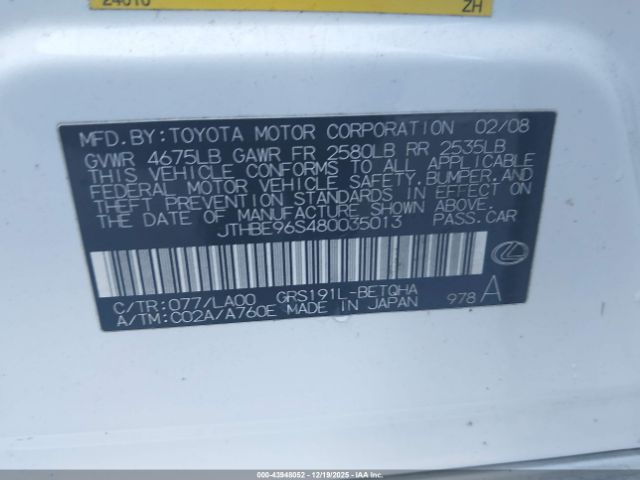 ZH
MFD.BY:TOYOTA MOTOR CORPORATION 02/08
GVWR 4675LB GAWR FR 2580LB RR 2535LB
THIS VEHICLE CONFORMS TO ALL APPLICABLE
FEDERAL MOTOR VEHICLE SAFETY,BUMPER,AND
THEFT PREVENTION STANDARDS IN EFFECT ON
THE DATE OF MANUFACTURE SHOWN ABOVE.
JTHBE96S480035013 PASS.CAR
C/TR:077/LA00 GRS191L-BETQHA
A/TM:C02A/A760E MADE IN JAPAN 978 A
000-43948052 - 12/19/2025 - IAAI.COM